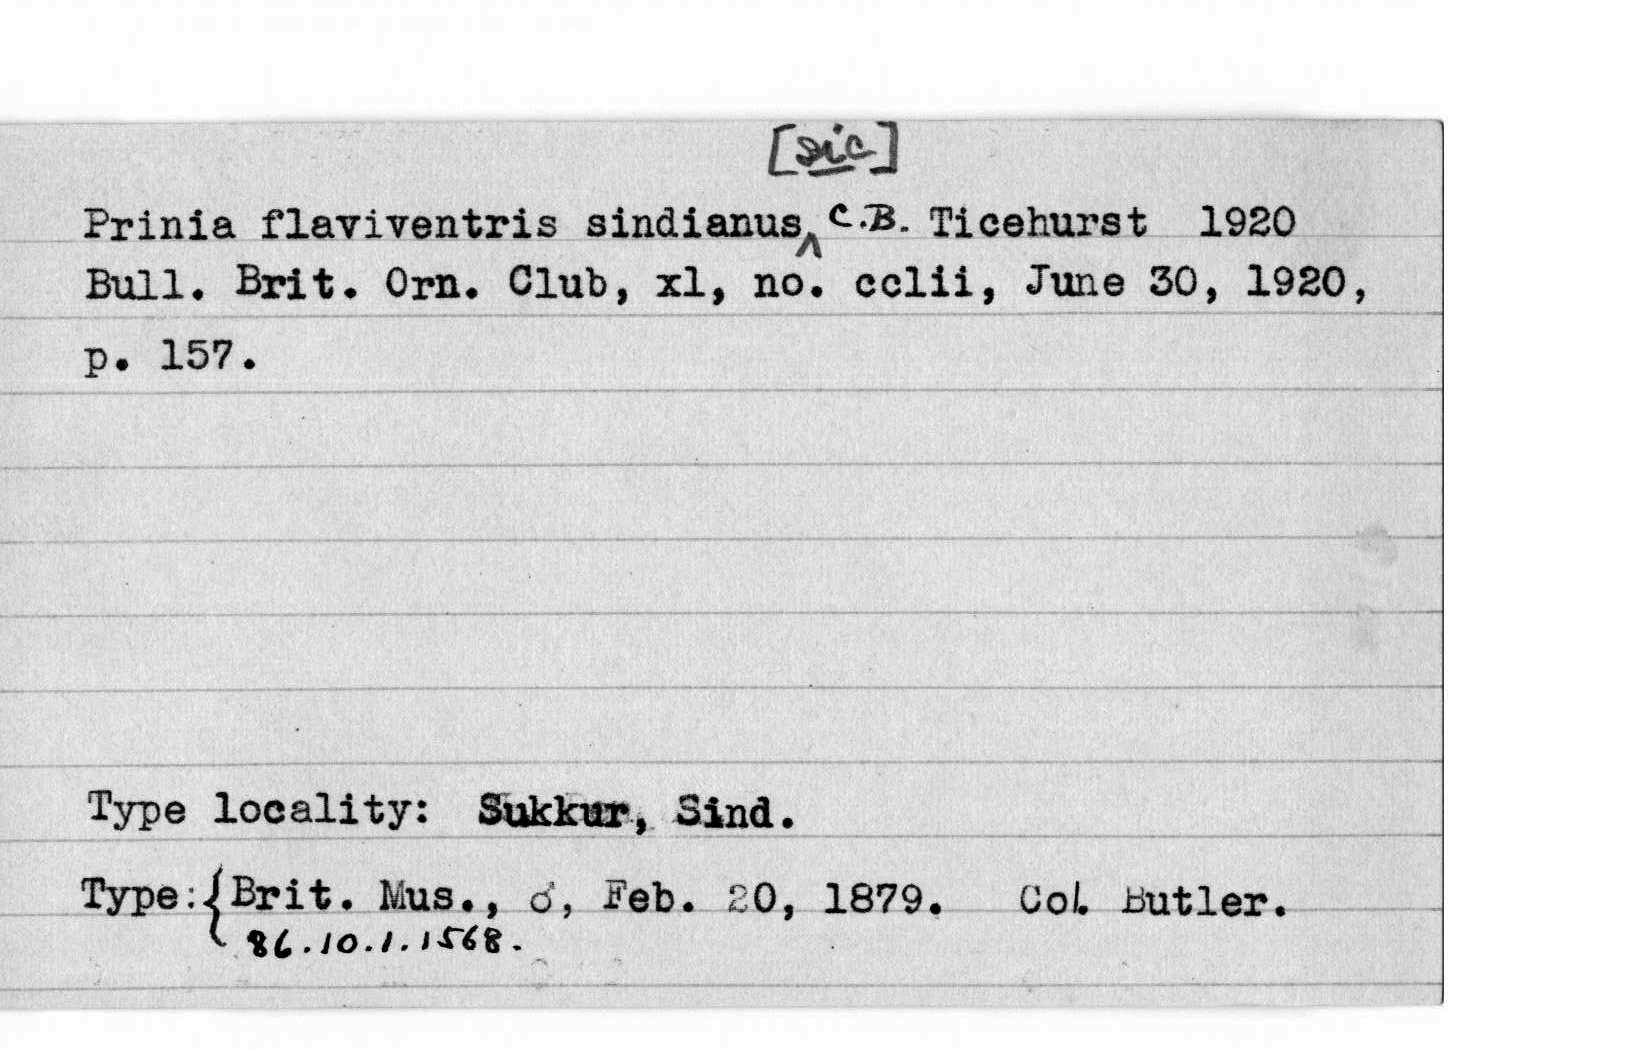 [sic]
Prinia flaviventris sindianus ^ C.B. Ticehurst 1920
Bull. Brit. Orn. Club, xl, no. cclii, June 30, 1920,
p. 157.
Type locality: Sukkur, Sind.
Type:{Brit. Mus., ♂, Feb. 20, 1879. Col. Butler.
86.10.1.1568.